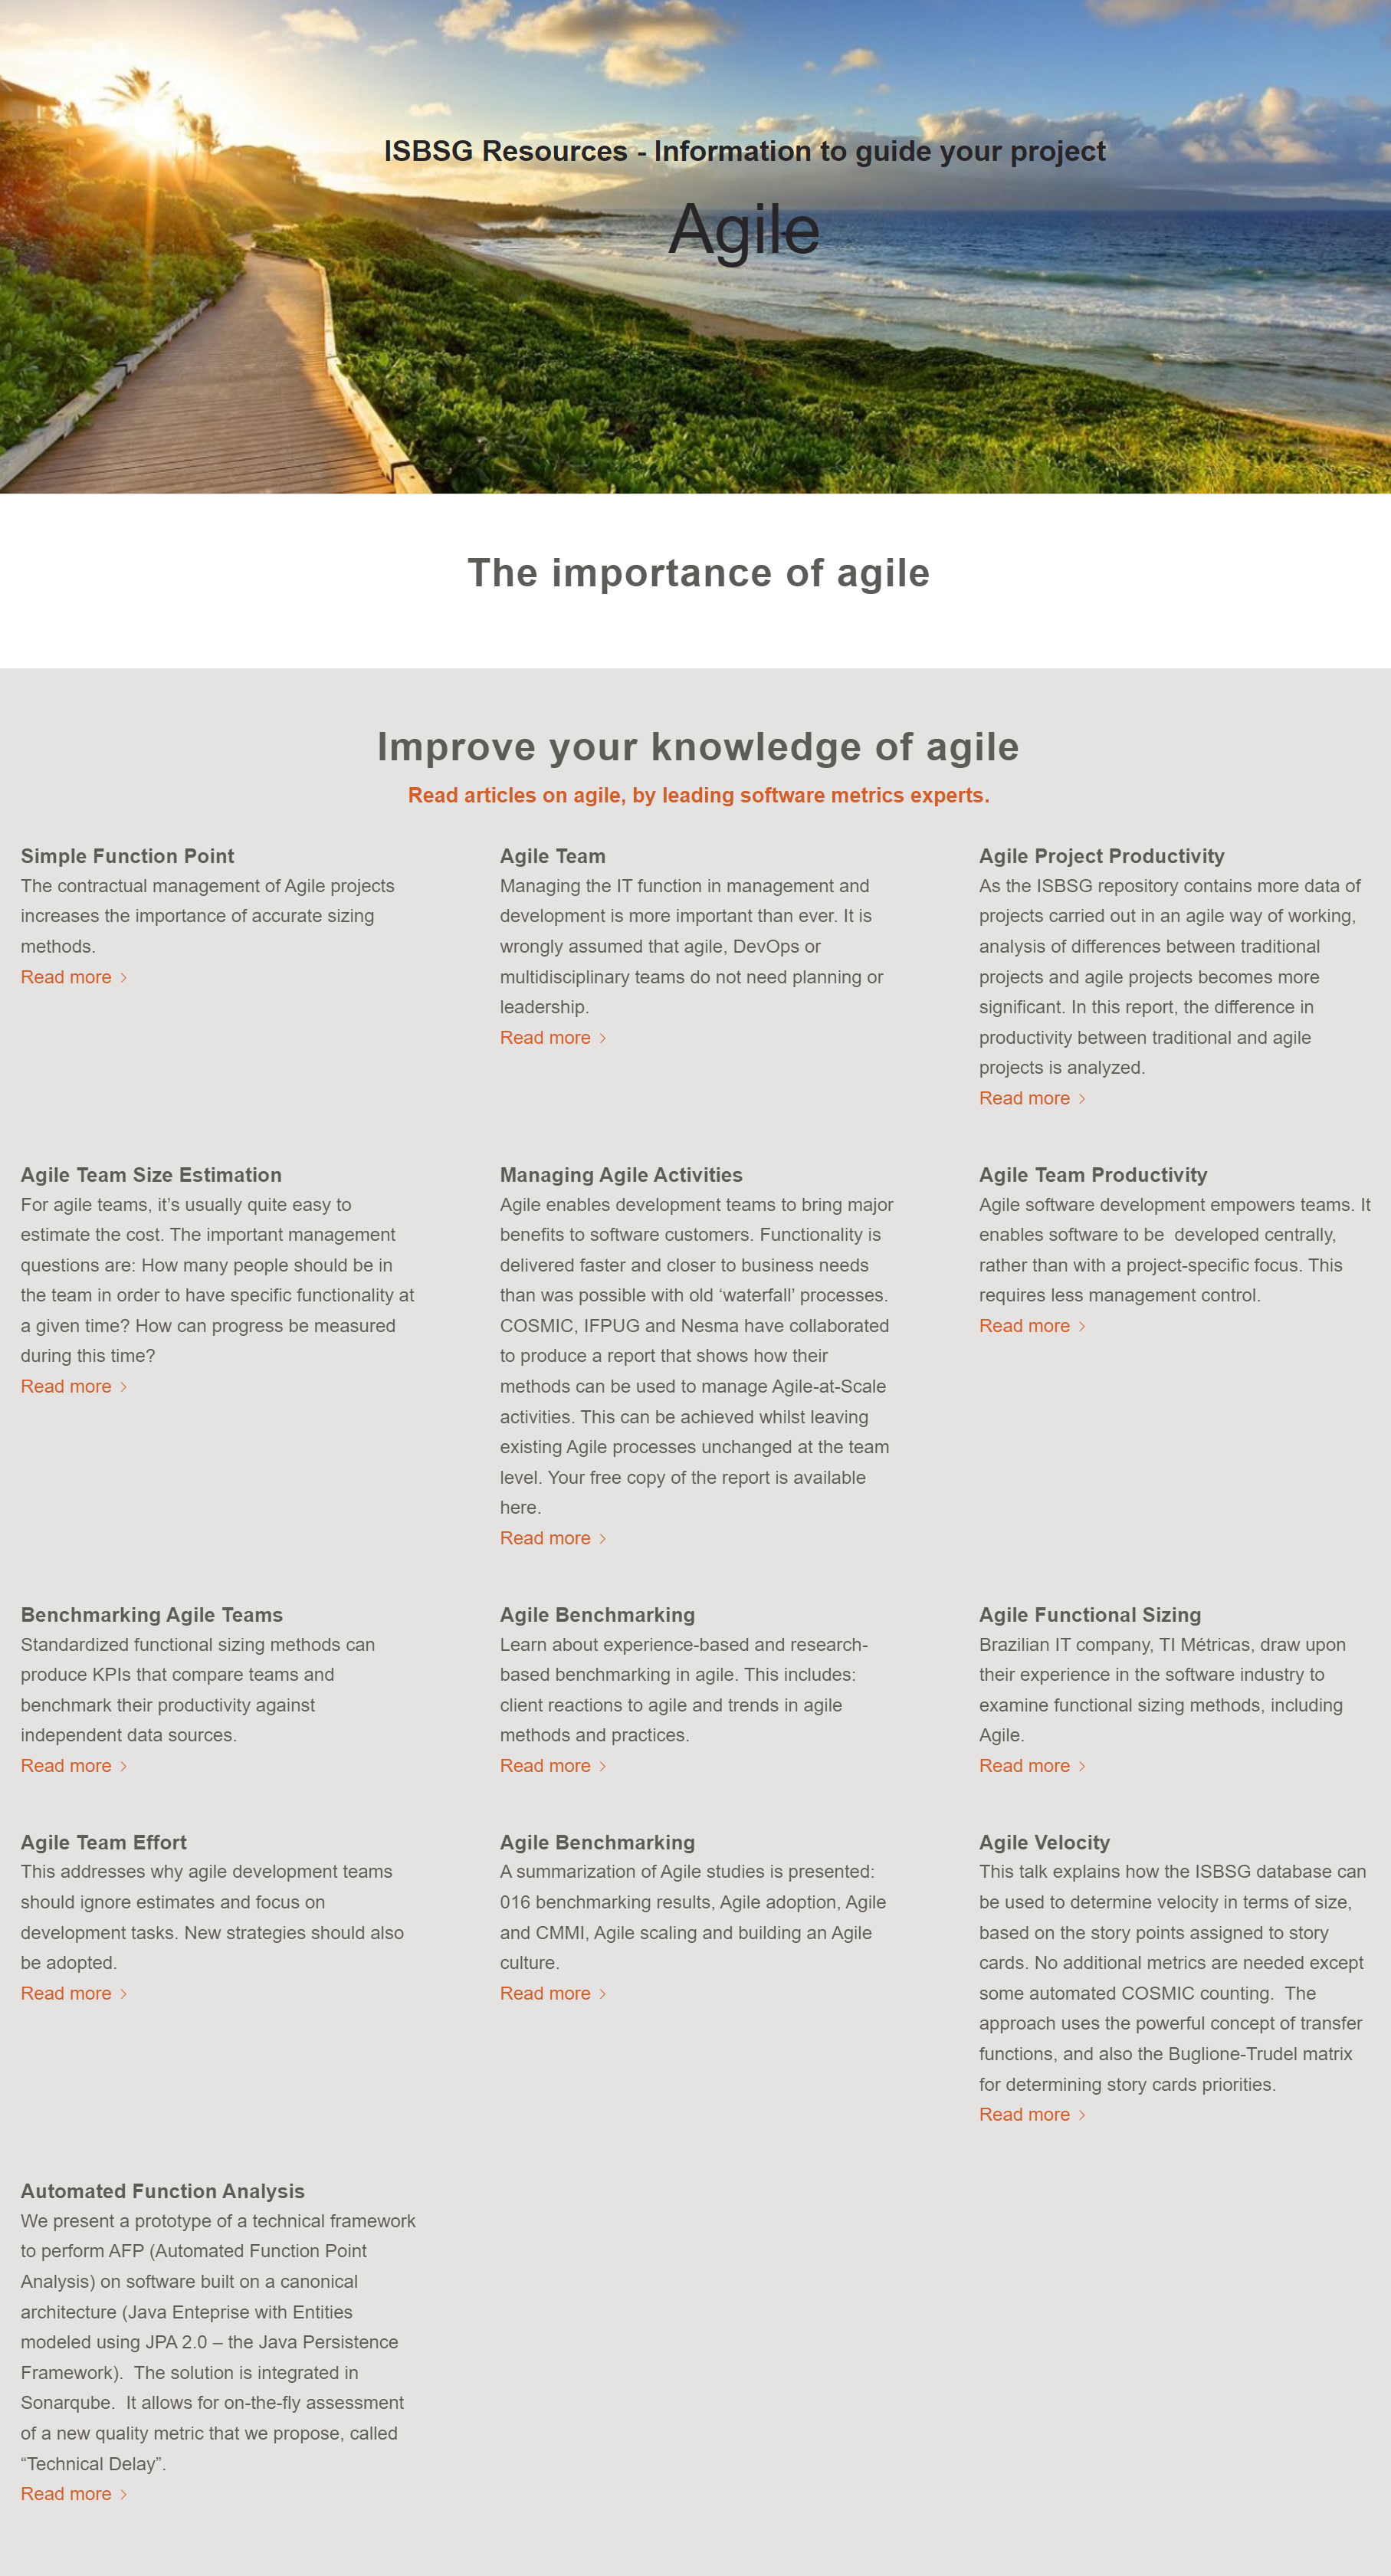 ISBSG Resources - Information to guide your project
Agile
The importance of agile
Improve your knowledge of agile
Read articles on agile, by leading software metrics experts.
Simple Function Point
The contractual management of Agile projects
increases the importance of accurate sizing
methods.
Read more
Agile Team
Managing the IT function in management and
development is more important than ever. It is
wrongly assumed that agile, DevOps or
multidisciplinary teams do not need planning or
leadership.
Read more
Agile Project Productivity
As the ISBSG repository contains more data of
projects carried out in an agile way of working,
analysis of differences between traditional
projects and agile projects becomes more
significant. In this report, the difference in
productivity between traditional and agile
projects is analyzed.
Read more
Agile Team Size Estimation
For agile teams, it’s usually quite easy to
estimate the cost. The important management
questions are: How many people should be in
the team in order to have specific functionality at
a given time? How can progress be measured
during this time?
Read more
Managing Agile Activities
Agile enables development teams to bring major
benefits to software customers. Functionality is
delivered faster and closer to business needs
than was possible with old ‘waterfall’ processes.
COSMIC, IFPUG and Nesma have collaborated
to produce a report that shows how their
methods can be used to manage Agile-at-Scale
activities. This can be achieved whilst leaving
existing Agile processes unchanged at the team
level. Your free copy of the report is available
here.
Read more
Agile Team Productivity
Agile software development empowers teams. It
enables software to be  developed centrally,
rather than with a project-specific focus. This
requires less management control.
Read more
Benchmarking Agile Teams
Standardized functional sizing methods can
produce KPIs that compare teams and
benchmark their productivity against
independent data sources.
Read more
Agile Benchmarking
Learn about experience-based and research-
based benchmarking in agile. This includes:
client reactions to agile and trends in agile
methods and practices.
Read more
Agile Functional Sizing
Brazilian IT company, TI Métricas, draw upon
their experience in the software industry to
examine functional sizing methods, including
Agile.
Read more
Agile Team Effort
This addresses why agile development teams
should ignore estimates and focus on
development tasks. New strategies should also
be adopted.
Read more
Agile Benchmarking
A summarization of Agile studies is presented:
016 benchmarking results, Agile adoption, Agile
and CMMI, Agile scaling and building an Agile
culture.
Read more
Agile Velocity
This talk explains how the ISBSG database can
be used to determine velocity in terms of size,
based on the story points assigned to story
cards. No additional metrics are needed except
some automated COSMIC counting.  The
approach uses the powerful concept of transfer
functions, and also the Buglione-Trudel matrix
for determining story cards priorities.
Read more
Automated Function Analysis
We present a prototype of a technical framework
to perform AFP (Automated Function Point
Analysis) on software built on a canonical
architecture (Java Enteprise with Entities
modeled using JPA 2.0 – the Java Persistence
Framework).  The solution is integrated in
Sonarqube.  It allows for on-the-fly assessment
of a new quality metric that we propose, called
“Technical Delay”.
Read more